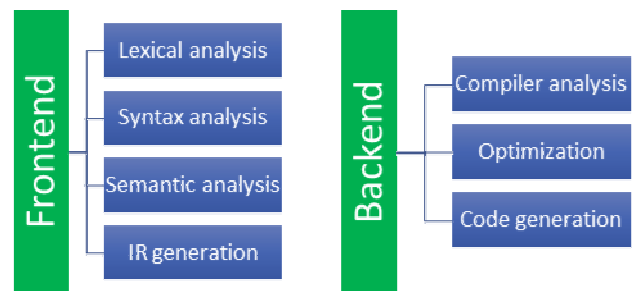 Frontend
Lexical analysis
Syntax analysis
Semantic analysis
IR generation
Backend
Compiler analysis
Optimization
Code generation